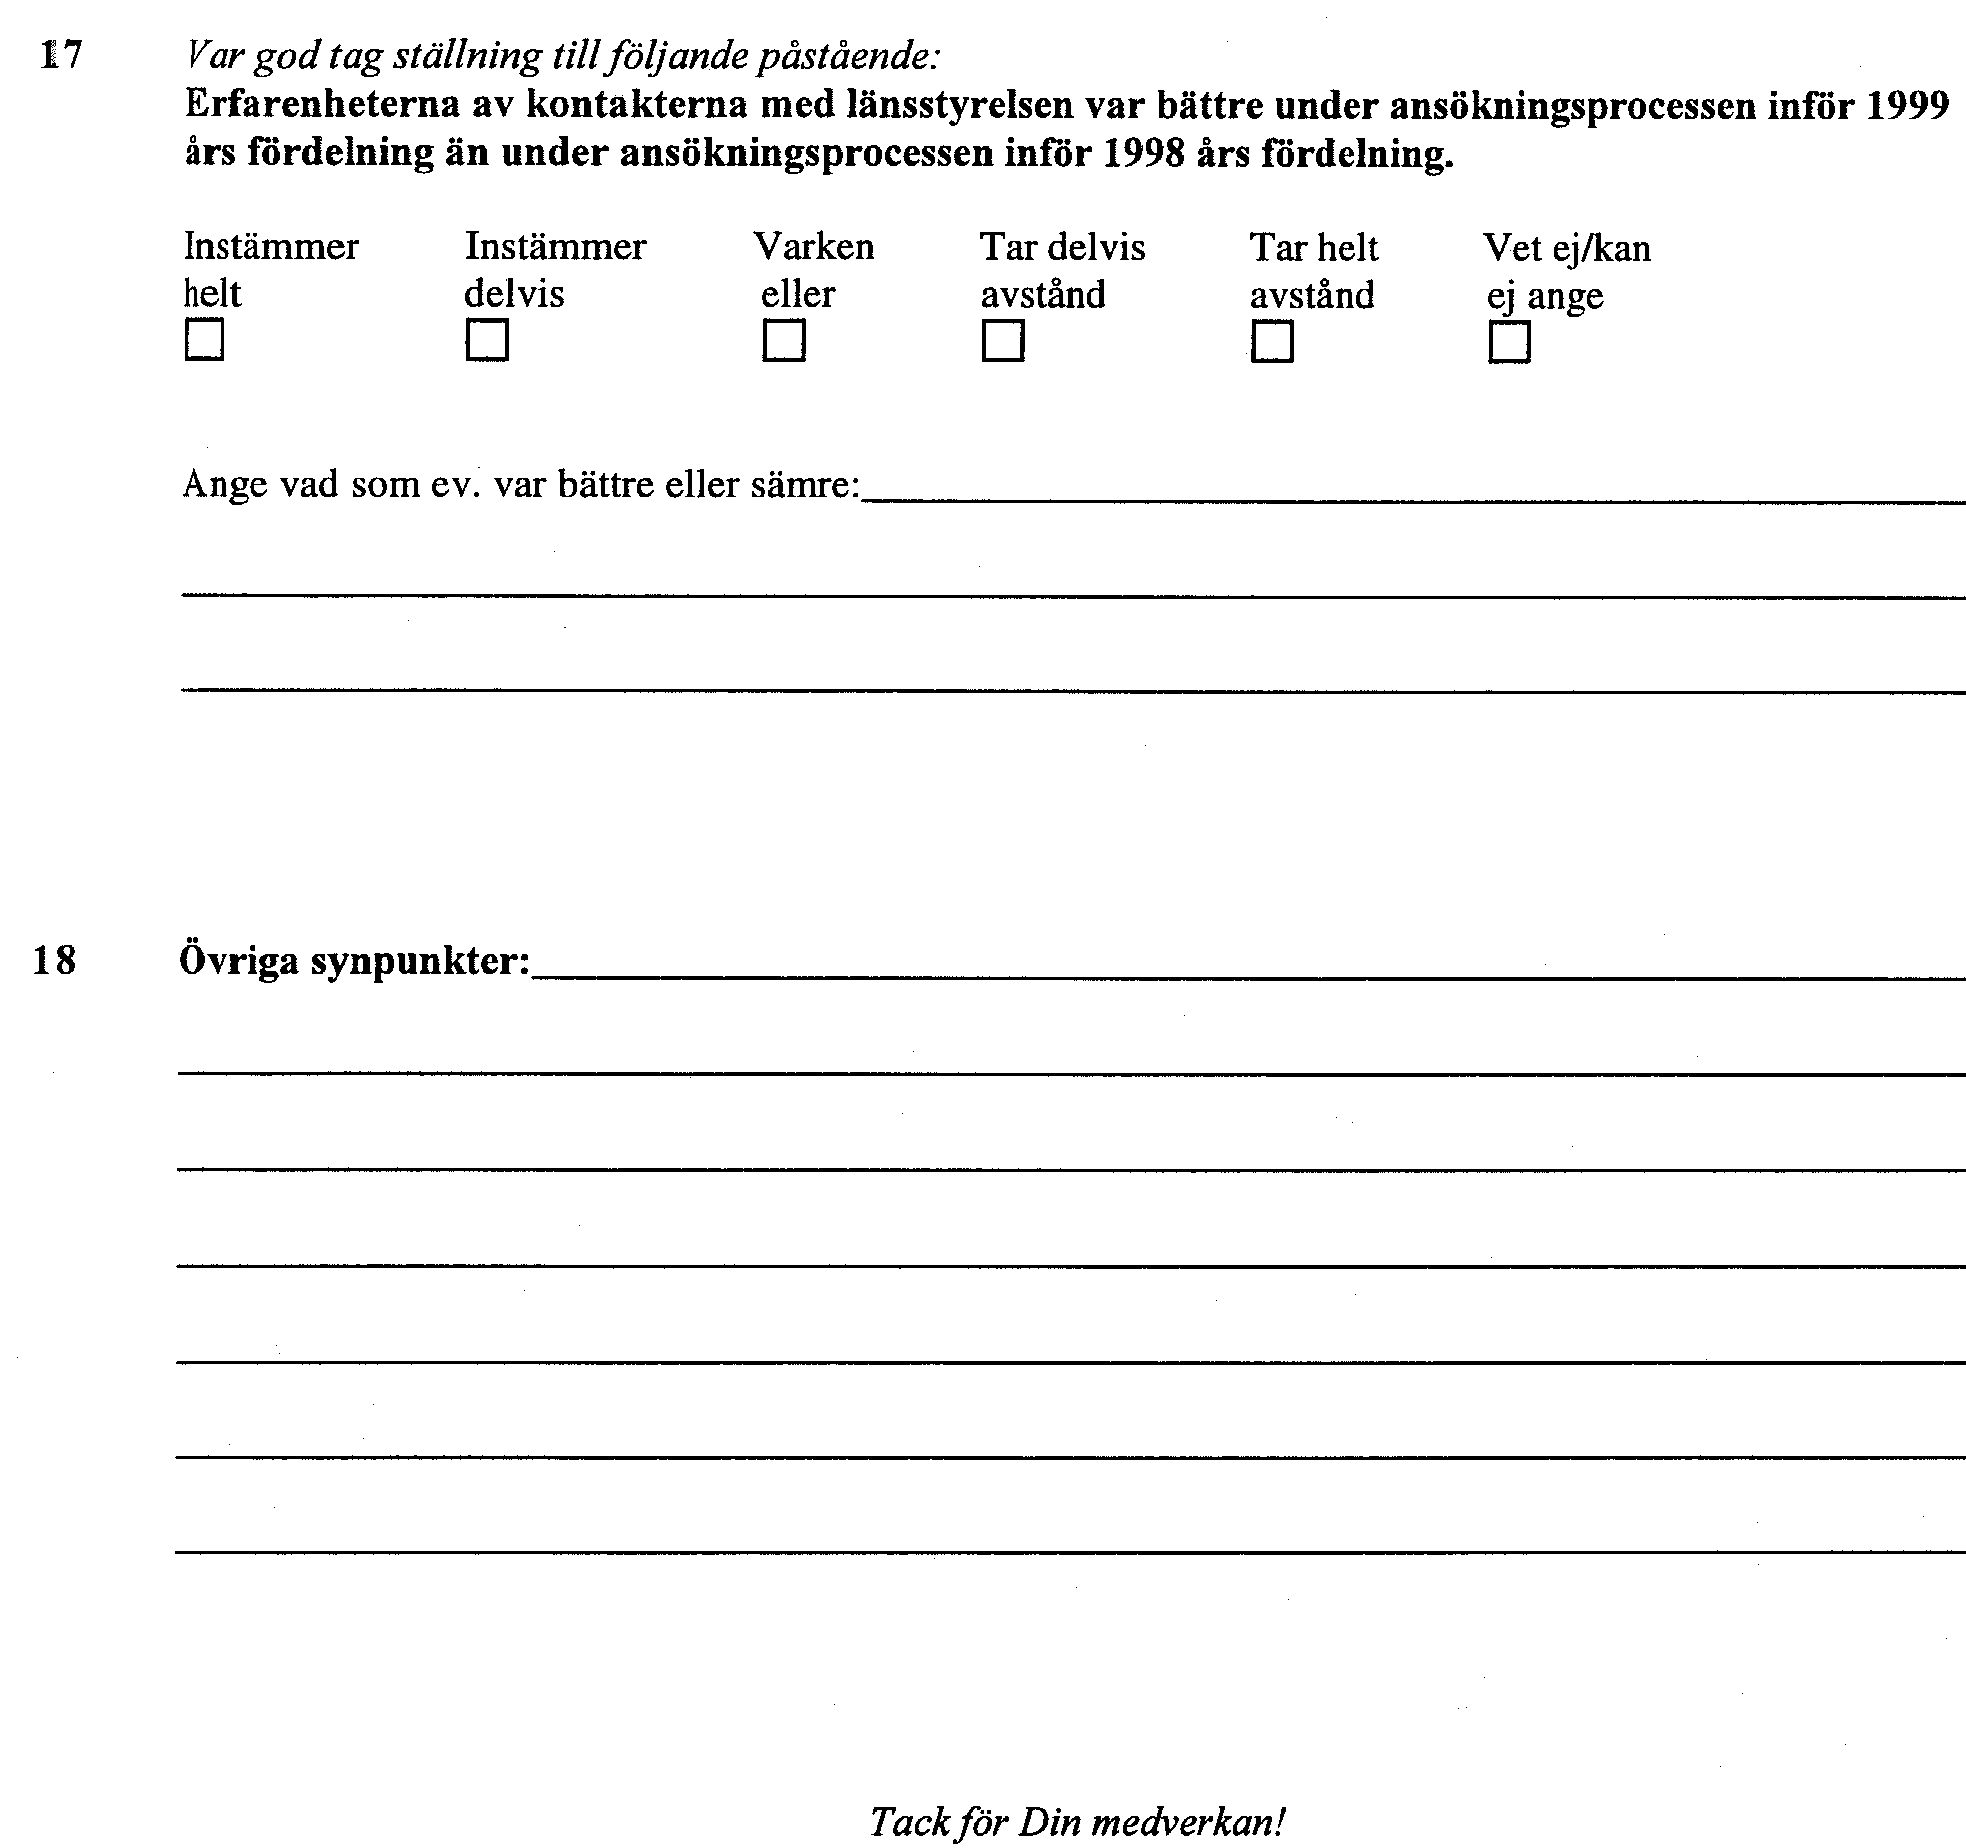 17 Var god tag ställning till följande påstående:
Erfarenheterna av kontakterna med länsstyrelsen var bättre under ansökningsprocessen inför 1999
års fördelning än under ansökningsprocessen inför 1998 års fördelning.
Instämmer Instämmer Varken Tar delvis Tar helt Vet ej/kan
helt delvis eller avstånd avstånd ej ange
Ange vad som ev. var bättre eller sämre:
18 Övriga synpunkter:
Tack för Din medverkan!